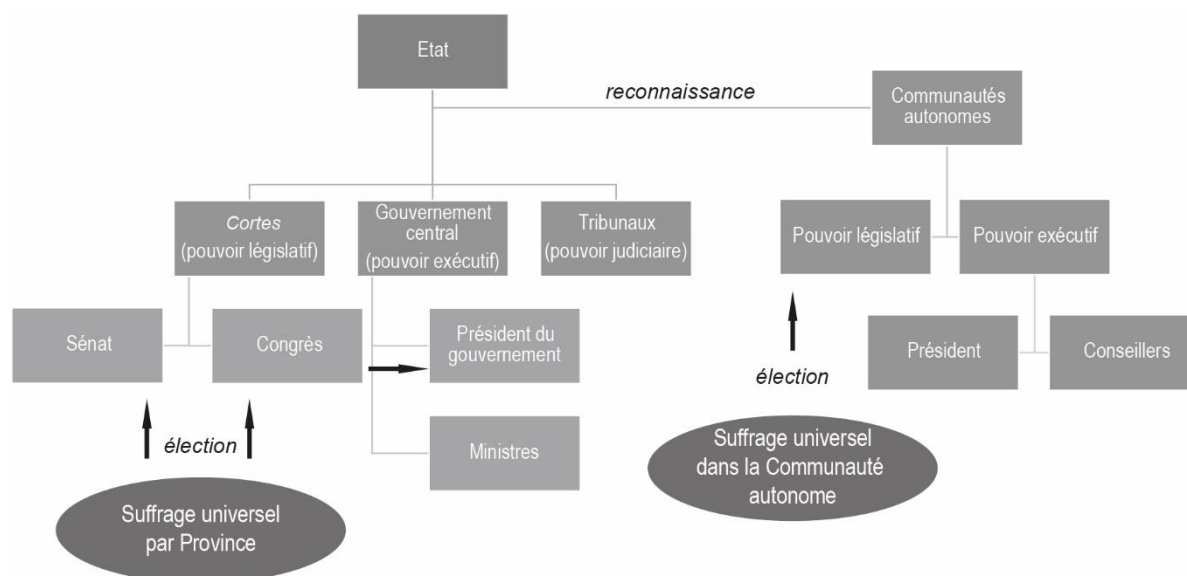 Etat
reconnaissance
Communautés
autonomes
Cortes
(pouvoir législatif)
Gouvernement
central
(pouvoir exécutif)
Tribunaux
(pouvoir judiciaire)
Pouvoir législatif
Pouvoir exécutif
Sénat
Congrès
Président du
gouvernement
Président
Conseillers
élection
élection
Ministres
Suffrage universel
par Province
Suffrage universel
dans la Communauté
autonome